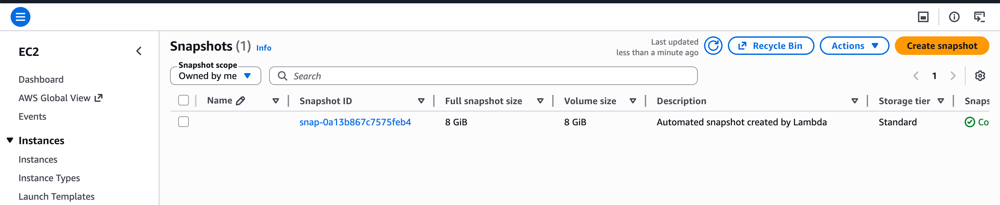 EC2
Dashboard
AWS Global View
Events
Instances
Instances
Instance Types
Launch Templates
Snapshots (1) Info
Last updated
less than a minute ago
Recycle Bin
Actions
Create snapshot
Snapshot scope
Owned by me
Search
1
Name Snapshot ID Full snapshot size Volume size Description Storage tier Snaps
snap-0a13b867c7575feb4 8 GiB 8 GiB Automated snapshot created by Lambda Standard Co